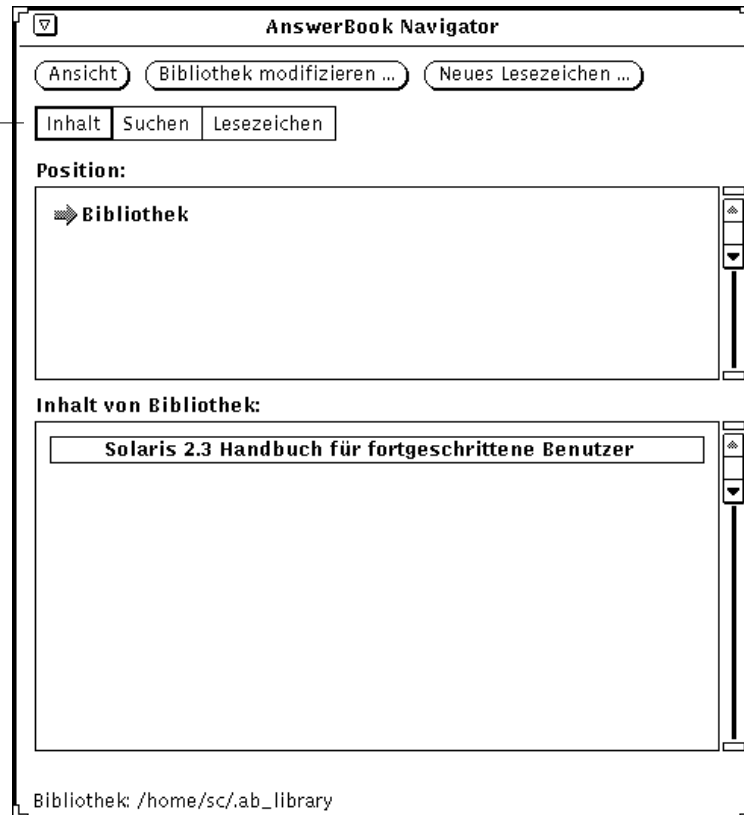 AnswerBook Navigator
Ansicht Bibliothek modifizieren ... Neues Lesezeichen ...
Inhalt Suchen Lesezeichen
Position:
Bibliothek
Inhalt von Bibliothek:
Solaris 2.3 Handbuch für fortgeschrittene Benutzer
Bibliothek: /home/sc/.ab_library